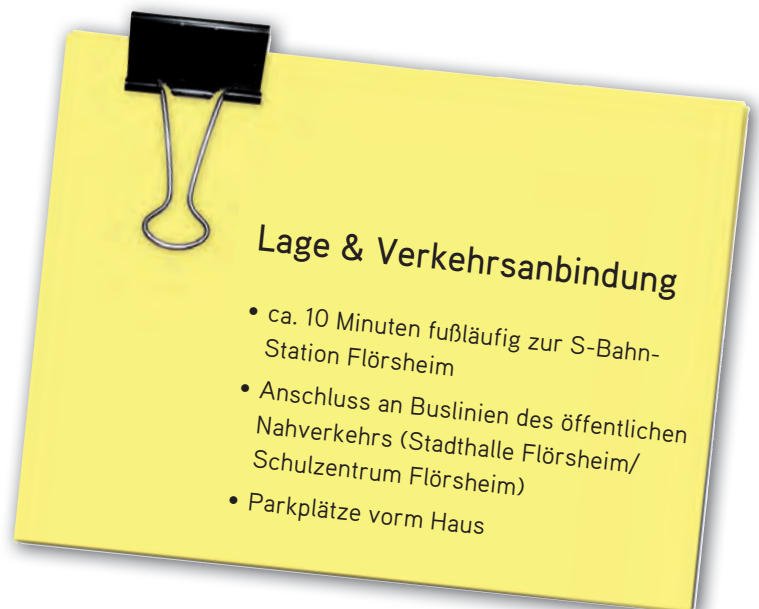 Lage & Verkehrsanbindung
• ca. 10 Minuten fußläufig zur S-Bahn-
Station Flörsheim
• Anschluss an Buslinien des öffentlichen
Nahverkehrs (Stadthalle Flörsheim/
Schulzentrum Flörsheim)
• Parkplätze vorm Haus